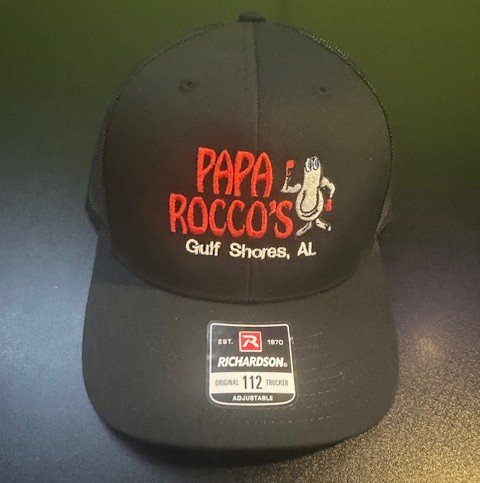 PAPA
ROCCO'S
Gulf Shores, AL
EST. R 1970
RICHARDSON®
ORIGINAL 112 TRUCKER
ADJUSTABLE